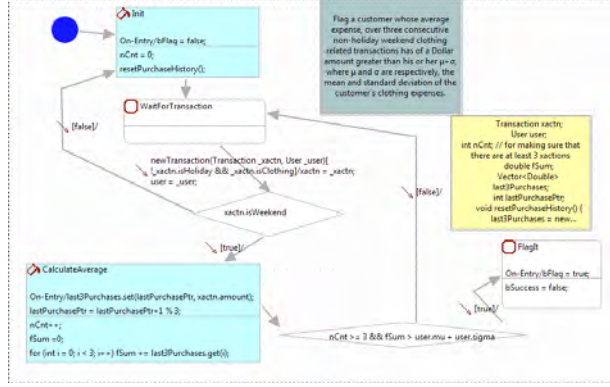 Init
On-Entry/bFlag = false;
nCnt = 0;
resetPurchaseHistory();
Flag a customer whose average
expense, over three consecutive
non-holiday weekend clothing
related transactions has of a Dollar
amount greater than his or her μ+σ,
where μ and σ are respectively, the
mean and standard deviation of the
customer's clothing expenses.
WaitForTransaction
[false]/
newTransaction(Transaction _xactn, User _user){
!_xactn.isHoliday && _xactn.isClothing]/xactn = _xactn;
user = _user;
[false]/
Transaction xactn;
User user;
int nCnt; // for making sure that
there are at least 3 xactions
double fSum;
Vector<Double>
last3Purchases;
int lastPurchasePtr;
void resetPurchaseHistory() {
last3Purchases = new...
xactn.isWeekend
[true]/
FlagIt
On-Entry/bFlag = true;
bSuccess = false;
CalculateAverage
On-Entry/last3Purchases.set(lastPurchasePtr, xactn.amount);
lastPurchasePtr = lastPurchasePtr+1 %3;
nCnt++;
fSum =0;
for (int i = 0; i < 3; i++) fSum += last3Purchases.get(i);
[true]/
nCnt >= 3 && fSum > user.mu + user.sigma